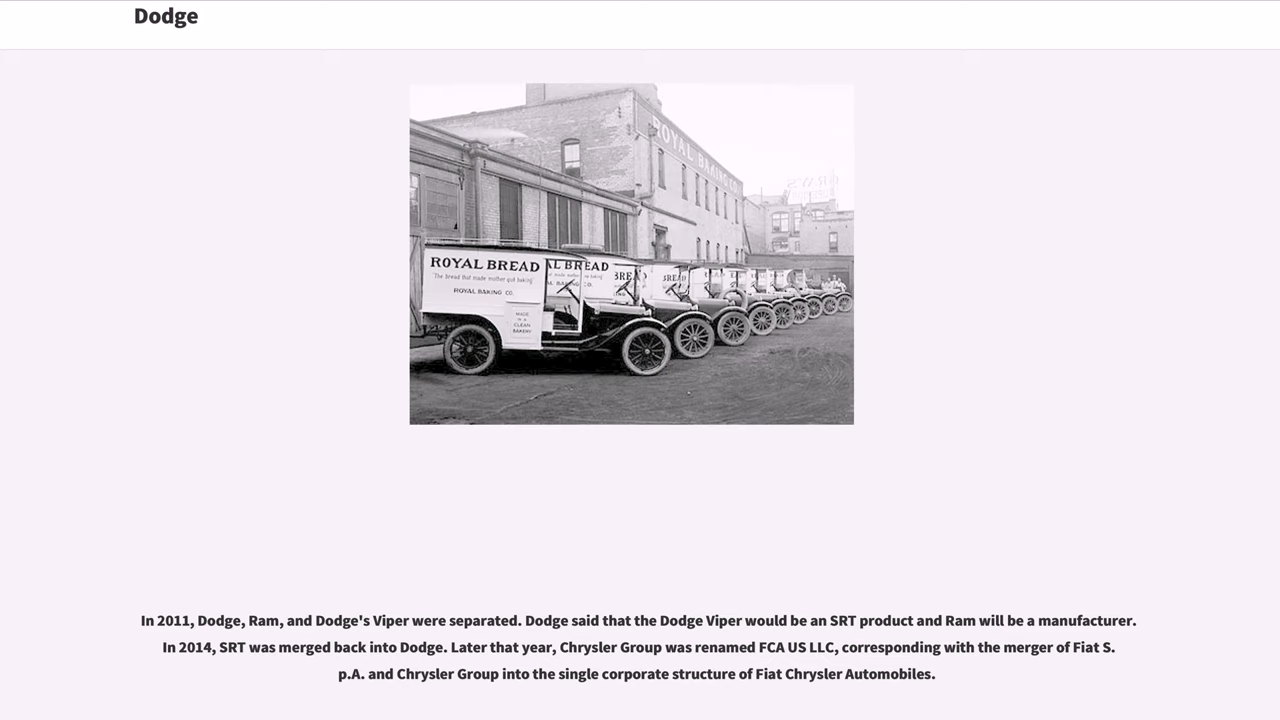 Dodge
ROYAL BAKING CO.
ROYAL BREAD
AL BREAD
BREA
BREAD
"The bread that made mother quit baking"
ROYAL BAKING CO.
MADE
IN A
CLEAN
BAKERY
In 2011, Dodge, Ram, and Dodge's Viper were separated. Dodge said that the Dodge Viper would be an SRT product and Ram will be a manufacturer.
In 2014, SRT was merged back into Dodge. Later that year, Chrysler Group was renamed FCA US LLC, corresponding with the merger of Fiat S.
p.A. and Chrysler Group into the single corporate structure of Fiat Chrysler Automobiles.